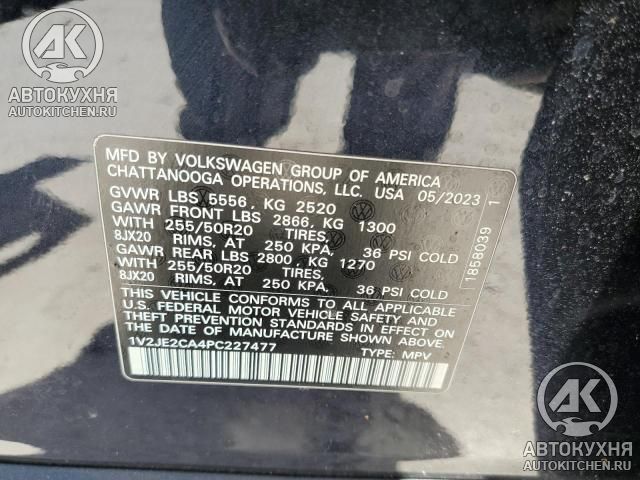 АК
АВТОКУХНЯ
AUTOKITCHEN.RU
MFD BY VOLKSWAGEN GROUP OF AMERICA
CHATTANOOGA OPERATIONS, LLC. USA 05/2023
GVWR LBS 5556, KG 2520
GAWR FRONT LBS 2866, KG 1300
WITH 255/50R20 TIRES,
8JX20 RIMS, AT 250 KPA, 36 PSI COLD
GAWR REAR LBS 2800, KG 1270
WITH 255/50R20 TIRES,
8JX20 RIMS, AT 250 KPA, 36 PSI COLD
THIS VEHICLE CONFORMS TO ALL APPLICABLE
U.S. FEDERAL MOTOR VEHICLE SAFETY AND
THEFT PREVENTION STANDARDS IN EFFECT ON
THE DATE OF MANUFACTURE SHOWN ABOVE.
1V2JE2CA4PC227477 TYPE: MPV
1858039 1
АК
АВТОКУХНЯ
AUTOKITCHEN.RU